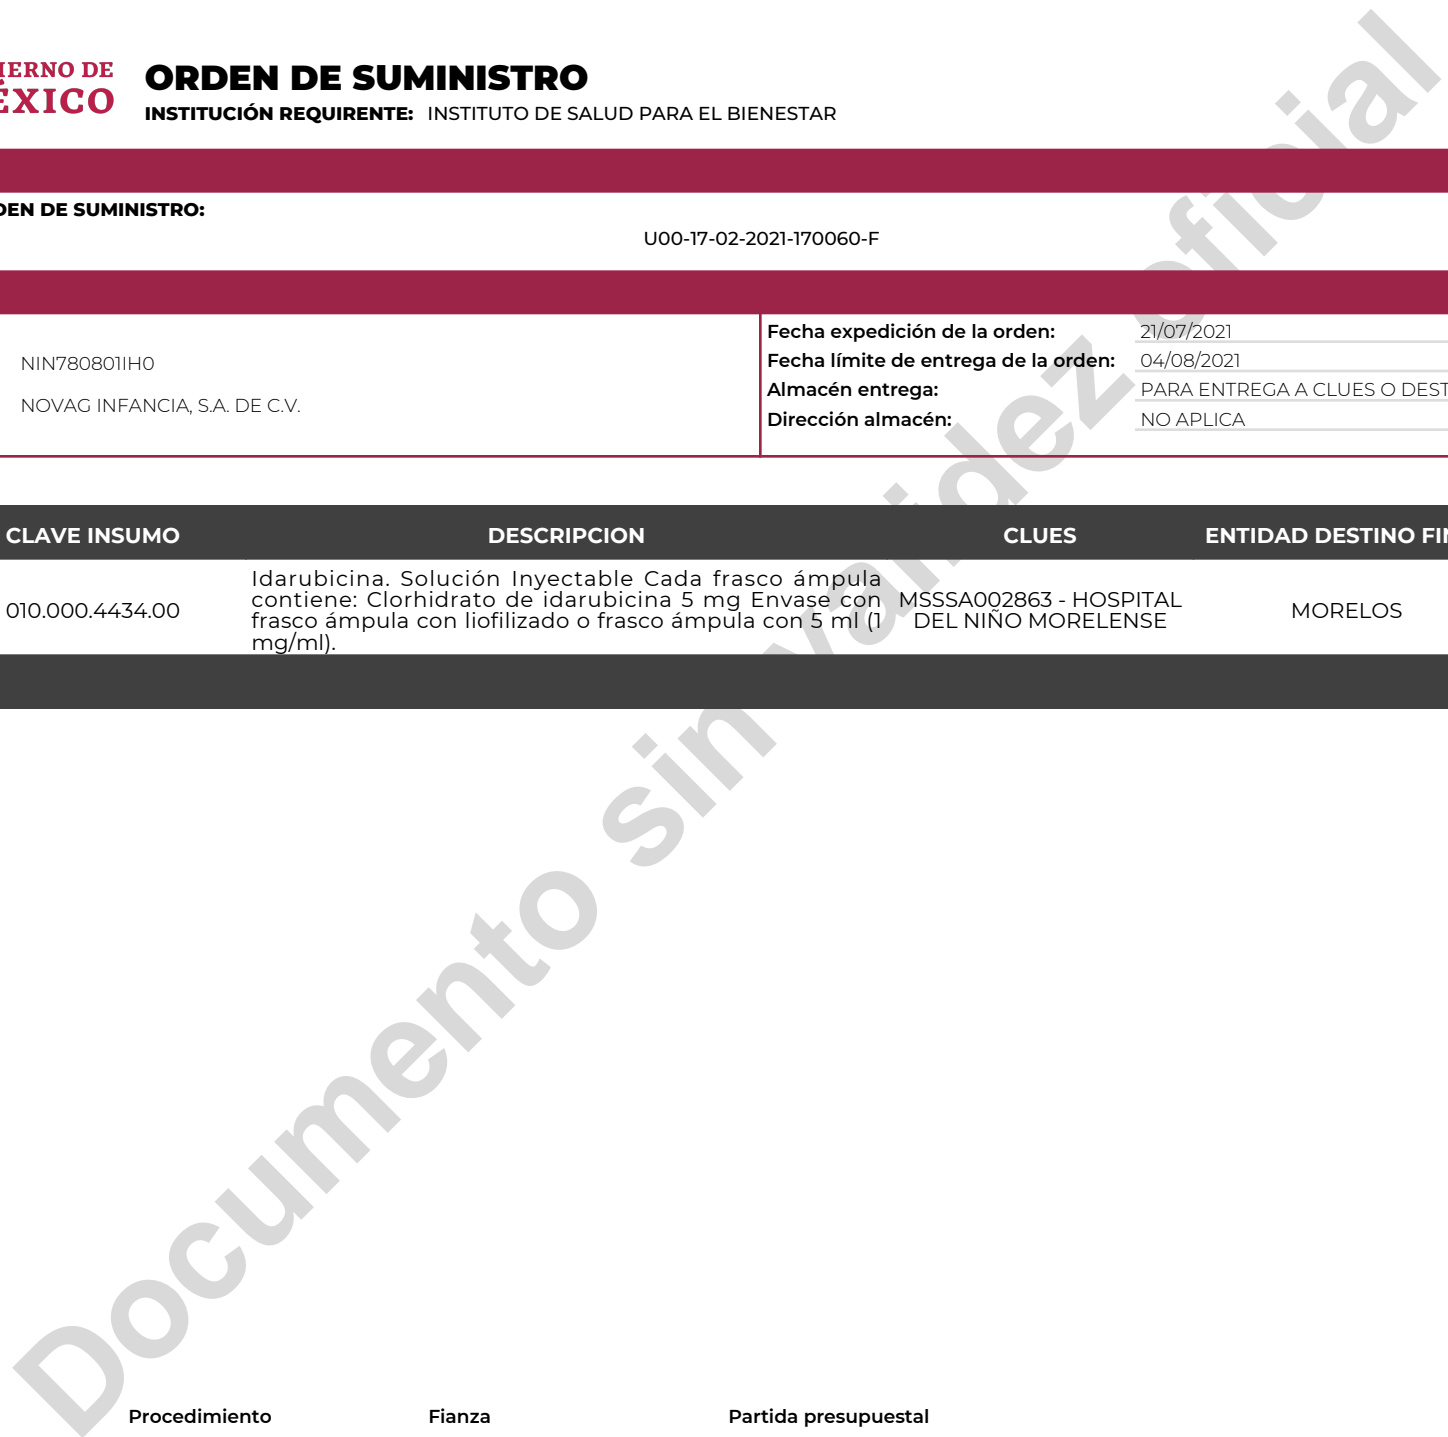 IERNO DE
ÉXICO
ORDEN DE SUMINISTRO
INSTITUCIÓN REQUIRENTE: INSTITUTO DE SALUD PARA EL BIENESTAR
DEN DE SUMINISTRO:
U00-17-02-2021-170060-F
NIN780801IH0
NOVAG INFANCIA, S.A. DE C.V.
Fecha expedición de la orden: 21/07/2021
Fecha límite de entrega de la orden: 04/08/2021
Almacén entrega: PARA ENTREGA A CLUES O DEST
Dirección almacén: NO APLICA
CLAVE INSUMO DESCRIPCION CLUES ENTIDAD DESTINO FIN
010.000.4434.00
Idarubicina. Solución Inyectable Cada frasco ámpula
contiene: Clorhidrato de idarubicina 5 mg Envase con
frasco ámpula con liofilizado o frasco ámpula con 5 ml (1
mg/ml).
MSSSA002863 - HOSPITAL
DEL NIÑO MORELENSE
MORELOS
Documento sin validez oficial
Procedimiento Fianza Partida presupuestal